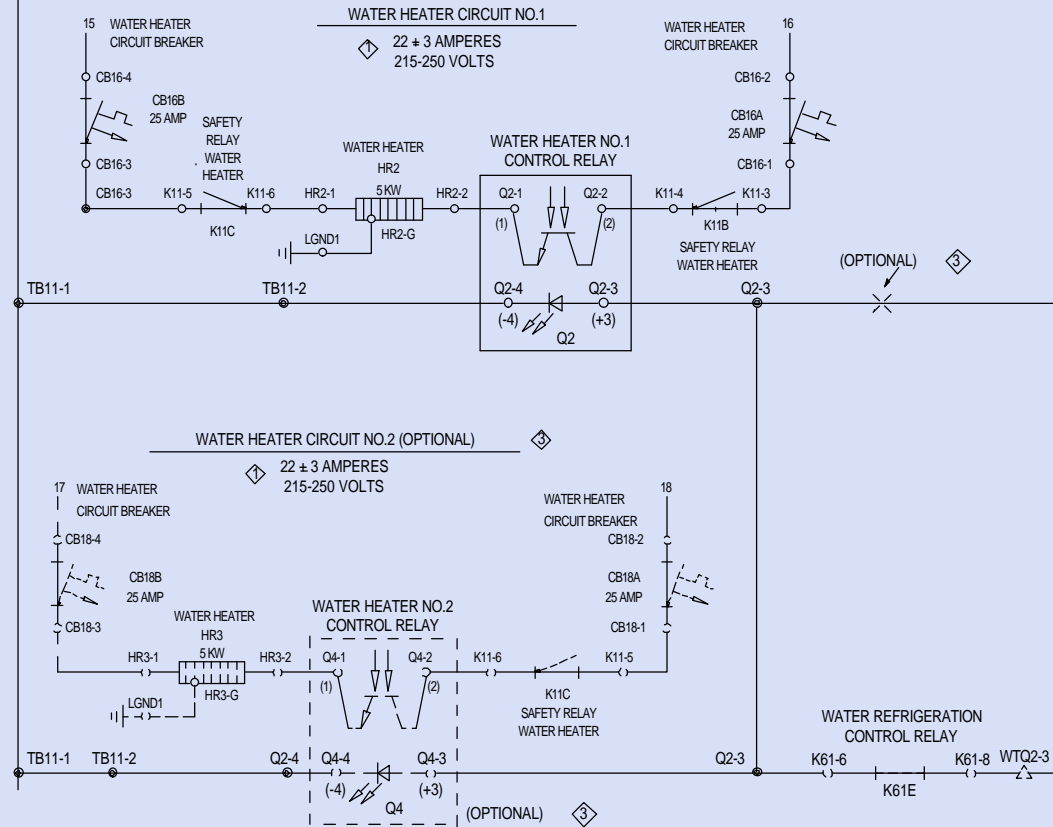 WATER HEATER CIRCUIT NO.1
1
22 ± 3 AMPERES
215-250 VOLTS
15
WATER HEATER
CIRCUIT BREAKER
CB16-4
CB16B
25 AMP
CB16-3
CB16-3
SAFETY
RELAY
WATER
HEATER
K11-5
K11-6
K11C
WATER HEATER
HR2
5 KW
HR2-1
HR2-2
HR2-G
LGND1
WATER HEATER NO.1
CONTROL RELAY
Q2-1
Q2-2
(1)
(2)
Q2-4
Q2-3
(-4)
(+3)
Q2
WATER HEATER
CIRCUIT BREAKER
16
CB16-2
CB16A
25 AMP
CB16-1
K11-4
K11-3
K11B
SAFETY RELAY
WATER HEATER
(OPTIONAL)
3
TB11-1
TB11-2
Q2-3
WATER HEATER CIRCUIT NO.2 (OPTIONAL)
3
1
22 ± 3 AMPERES
215-250 VOLTS
17
WATER HEATER
CIRCUIT BREAKER
CB18-4
CB18B
25 AMP
CB18-3
WATER HEATER
HR3
5 KW
HR3-1
HR3-2
HR3-G
LGND1
WATER HEATER NO.2
CONTROL RELAY
Q4-1
Q4-2
(1)
(2)
18
WATER HEATER
CIRCUIT BREAKER
CB18-2
CB18A
25 AMP
CB18-1
K11-6
K11-5
K11C
SAFETY RELAY
WATER HEATER
TB11-1
TB11-2
Q2-4
Q4-4
Q4-3
(-4)
(+3)
Q4
(OPTIONAL)
3
Q2-3
WATER REFRIGERATION
CONTROL RELAY
K61-6
K61-8
WTQ2-3
K61E